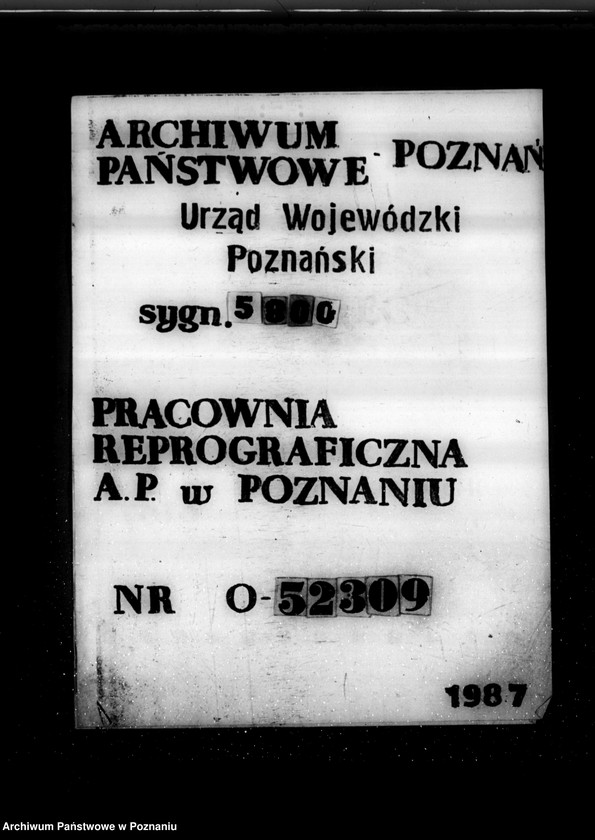 ARCHIWUM
PAŃSTWOWE - POZNAŃ
Urząd Wojewódzki
Poznański
sygn.
PRACOWNIA
REPROGRAFICZNA
A.P. w POZNANIU
NR O-52309
1987
Archiwum Państwowe w Poznaniu